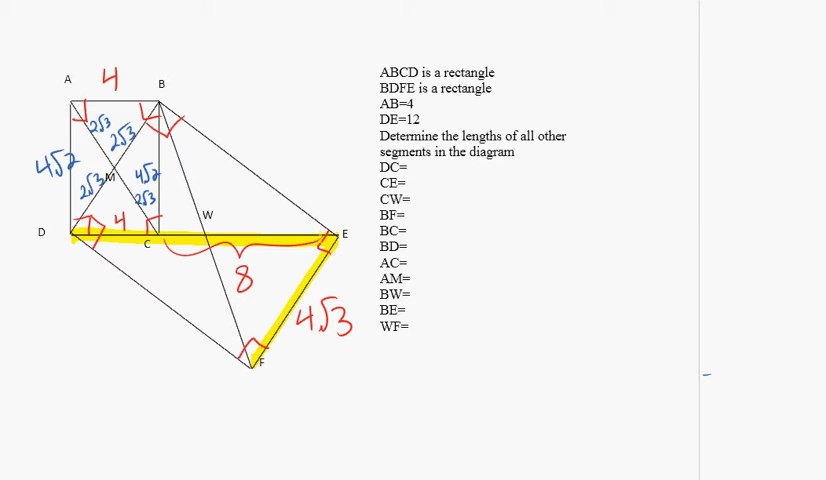 A
4
B
2√3
2√3
4√2
2√3
M
4√2
2√3
W
D
4
C
E
8
4√3
F
ABCD is a rectangle
BDFE is a rectangle
AB=4
DE=12
Determine the lengths of all other
segments in the diagram
DC=
CE=
CW=
BF=
BC=
BD=
AC=
AM=
BW=
BE=
WF=